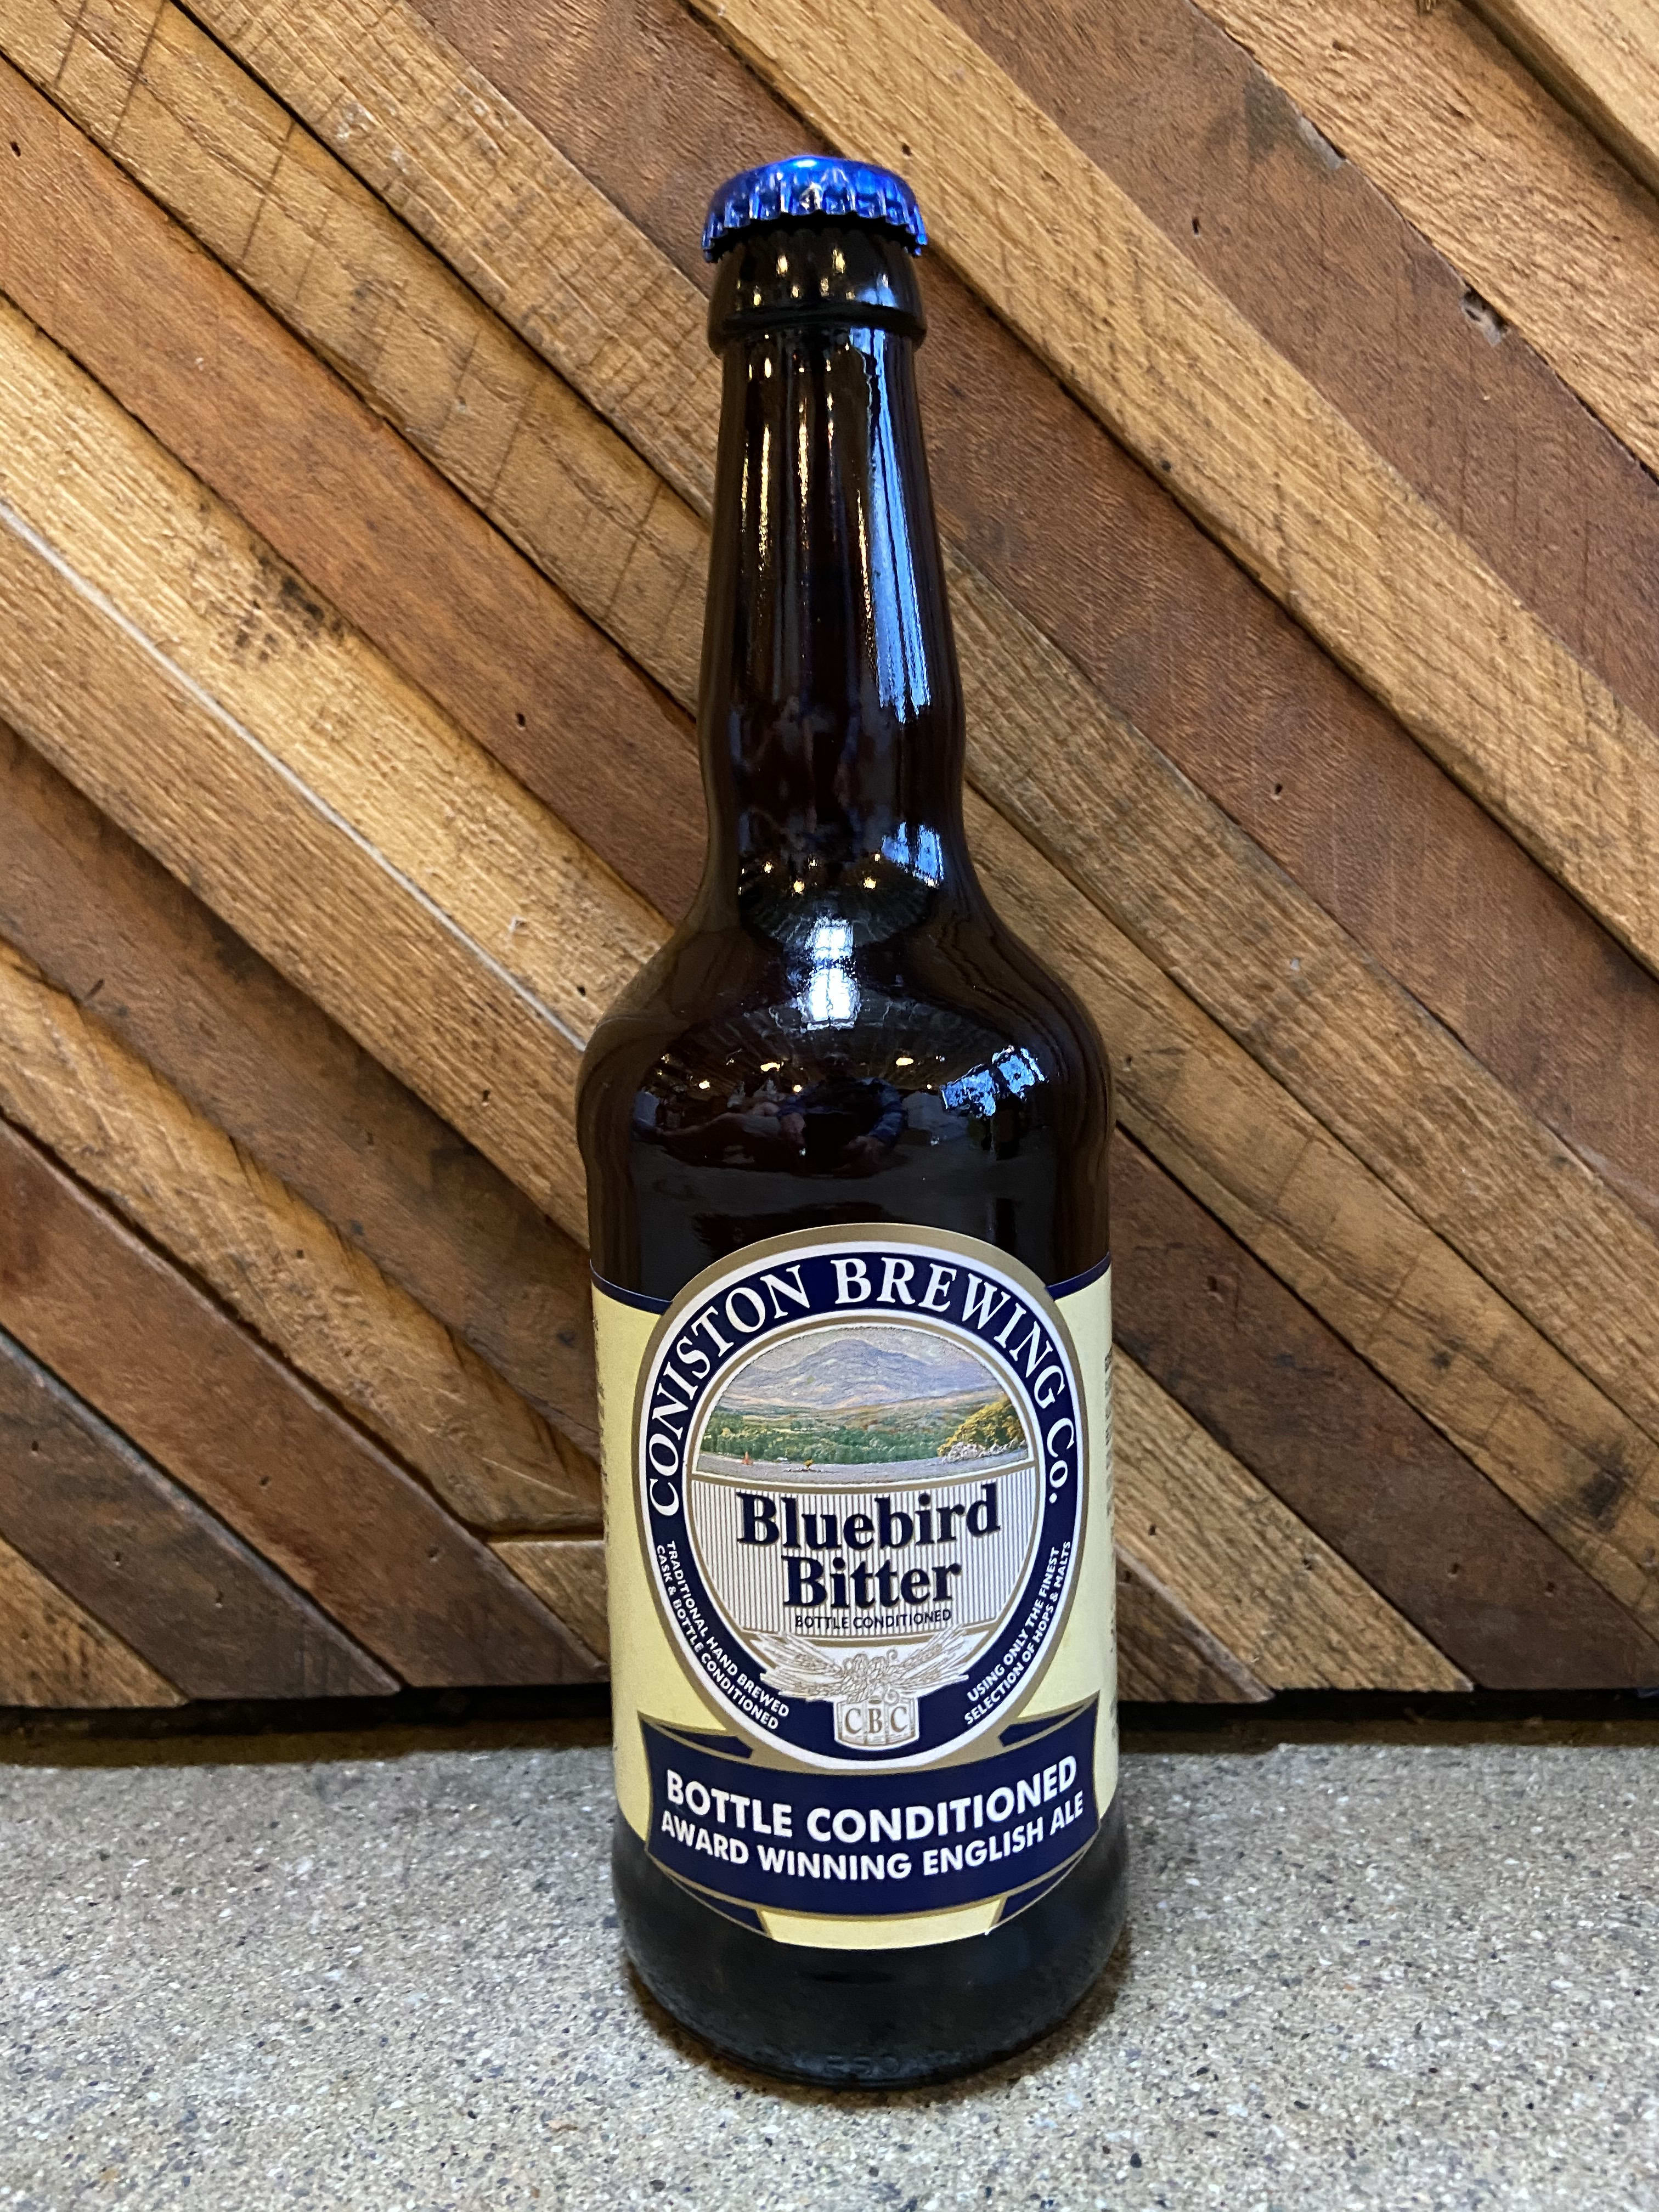 CONISTON BREWING CO.
Bluebird
Bitter
BOTTLE CONDITIONED
TRADITIONAL HAND BREWED
CASK & BOTTLE CONDITIONED
USING ONLY THE FINEST
SELECTION OF HOPS & MALTS
CBC
BOTTLE CONDITIONED
AWARD WINNING ENGLISH ALE